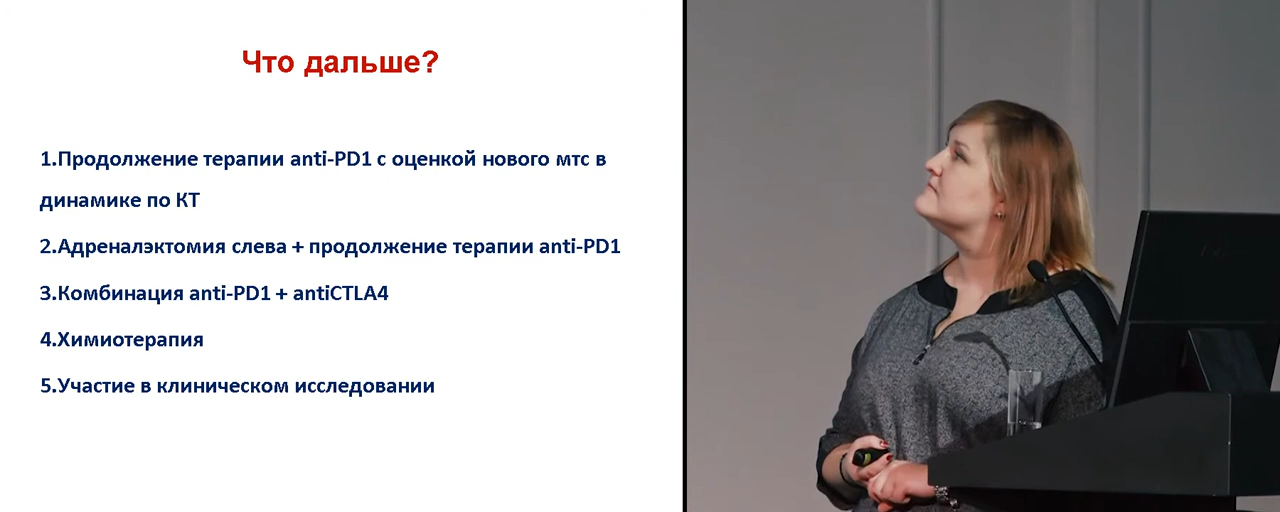 Что дальше?
1.Продолжение терапии anti-PD1 с оценкой нового мтс в
динамике по КТ
2.Адреналэктомия слева + продолжение терапии anti-PD1
3.Комбинация anti-PD1 + antiCTLA4
4.Химиотерапия
5.Участие в клиническом исследовании